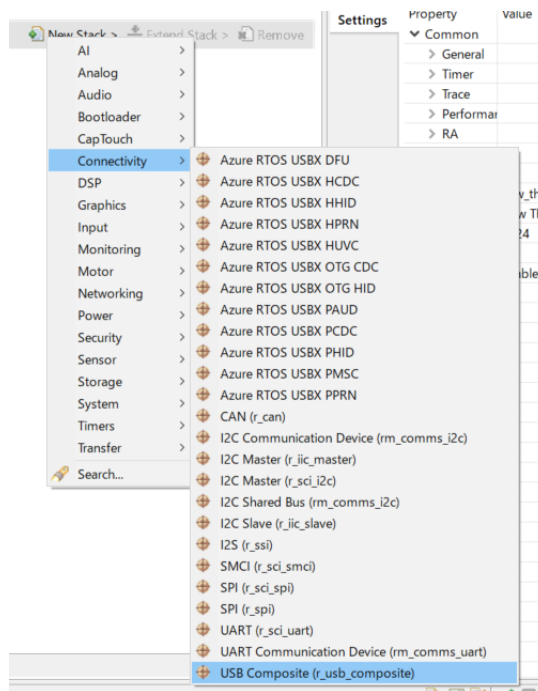 New Stack > Extend Stack > Remove
Settings
Property Value
Common
General
Timer
Trace
Performar
RA
AI
Analog
Audio
Bootloader
CapTouch
Connectivity
DSP
Graphics
Input
Monitoring
Motor
Networking
Power
Security
Sensor
Storage
System
Timers
Transfer
Search...
Azure RTOS USBX DFU
Azure RTOS USBX HCDC
Azure RTOS USBX HHID
Azure RTOS USBX HPRN
Azure RTOS USBX HUVC
Azure RTOS USBX OTG CDC
Azure RTOS USBX OTG HID
Azure RTOS USBX PAUD
Azure RTOS USBX PCDC
Azure RTOS USBX PHID
Azure RTOS USBX PMSC
Azure RTOS USBX PPRN
CAN (r_can)
I2C Communication Device (rm_comms_i2c)
I2C Master (r_iic_master)
I2C Master (r_sci_i2c)
I2C Shared Bus (rm_comms_i2c)
I2C Slave (r_iic_slave)
I2S (r_ssi)
SMCI (r_sci_smci)
SPI (r_sci_spi)
SPI (r_spi)
UART (r_sci_uart)
UART Communication Device (rm_comms_uart)
USB Composite (r_usb_composite)